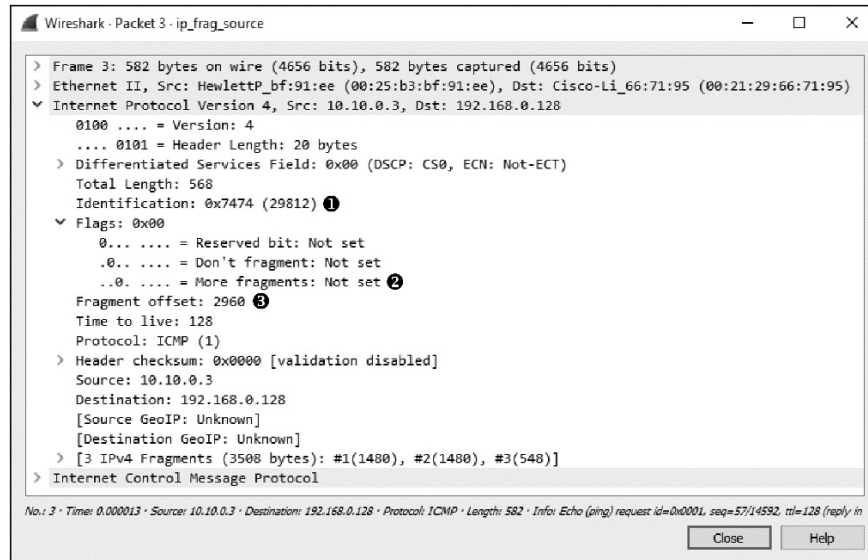 Wireshark · Packet 3 · ip_frag_source
Frame 3: 582 bytes on wire (4656 bits), 582 bytes captured (4656 bits)
Ethernet II, Src: HewlettP_bf:91:ee (00:25:b3:bf:91:ee), Dst: Cisco-Li_66:71:95 (00:21:29:66:71:95)
Internet Protocol Version 4, Src: 10.10.0.3, Dst: 192.168.0.128
0100 .... = Version: 4
.... 0101 = Header Length: 20 bytes
Differentiated Services Field: 0x00 (DSCP: CS0, ECN: Not-ECT)
Total Length: 568
Identification: 0x7474 (29812) ❶
Flags: 0x00
0... .... = Reserved bit: Not set
.0.. .... = Don't fragment: Not set
..0. .... = More fragments: Not set ❷
Fragment offset: 2960 ❸
Time to live: 128
Protocol: ICMP (1)
Header checksum: 0x0000 [validation disabled]
Source: 10.10.0.3
Destination: 192.168.0.128
[Source GeoIP: Unknown]
[Destination GeoIP: Unknown]
[3 IPv4 Fragments (3508 bytes): #1(1480), #2(1480), #3(548)]
Internet Control Message Protocol
No.: 3 · Time: 0.000013 · Source: 10.10.0.3 · Destination: 192.168.0.128 · Protocol: ICMP · Length: 582 · Info: Echo (ping) request id=0x0001, seq=57/14592, ttl=128 (reply in
Close Help